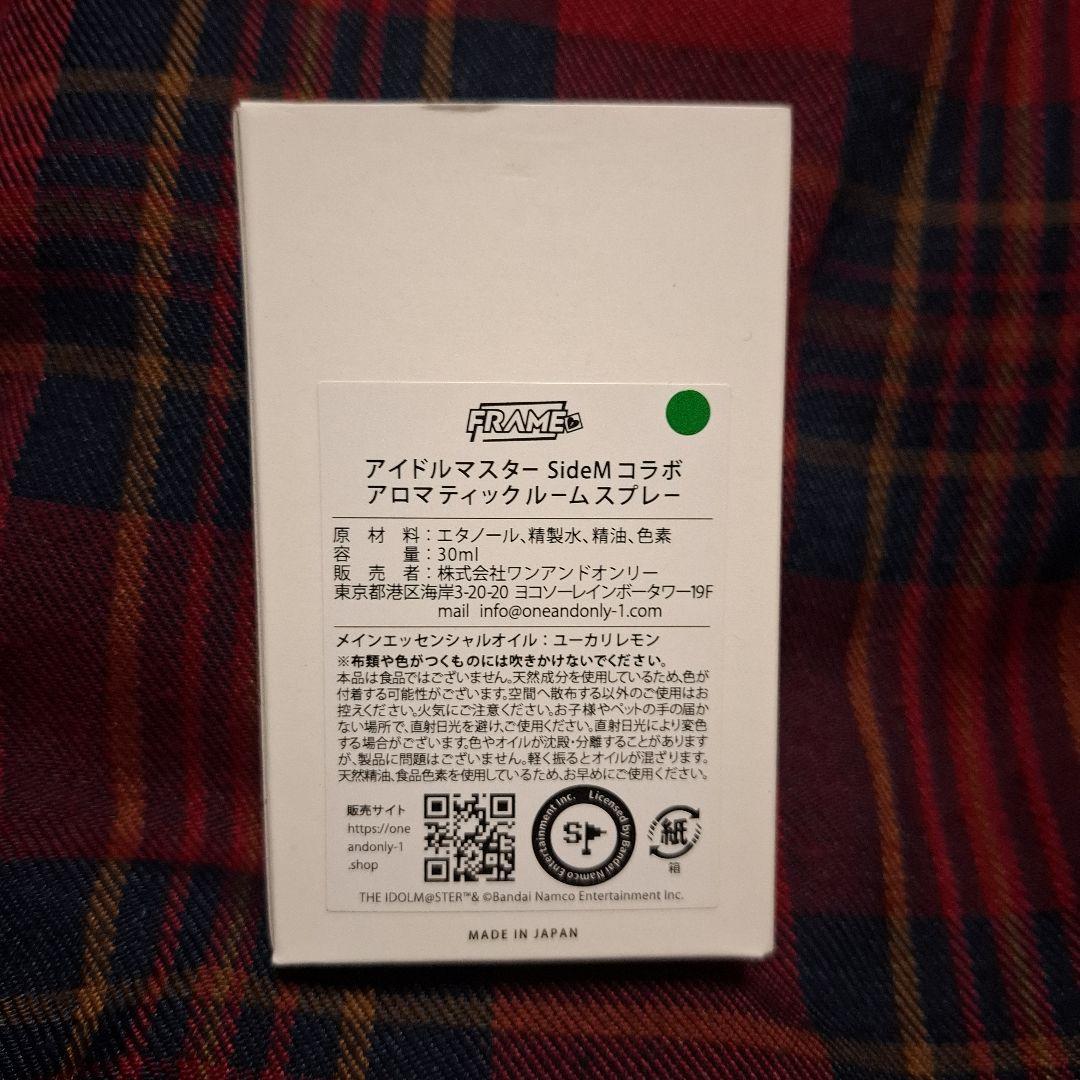 FRAME
アイドルマスター SideM コラボ
アロマティックルームスプレー
原材料：エタノール、精製水、精油、色素
容量：30ml
販売者：株式会社ワンアンドオンリー
東京都港区海岸3-20-20 ヨコソーレインボータワー19F
mail info@oneandonly-1.com
メインエッセンシャルオイル：ユーカリレモン
※布類や色がつくものには吹きかけないでください。
本品は食品ではございません。天然成分を使用しているため、色が
付着する可能性がございます。空間へ散布する以外のご使用はお
控えください。火気にご注意ください。お子様やペットの手の届か
ない場所で、直射日光を避け、ご使用ください。直射日光により変色
する場合がございます。色やオイルが沈殿・分離することがあります
が、製品に問題はございません。軽く振るとオイルが混ざります。
天然精油、食品色素を使用しているため、お早めにご使用ください。
販売サイト
https://one
andonly-1
.shop
Licensed by Bandai Namco Entertainment Inc.
紙
箱
THE IDOLM@STER™& ©Bandai Namco Entertainment Inc.
MADE IN JAPAN